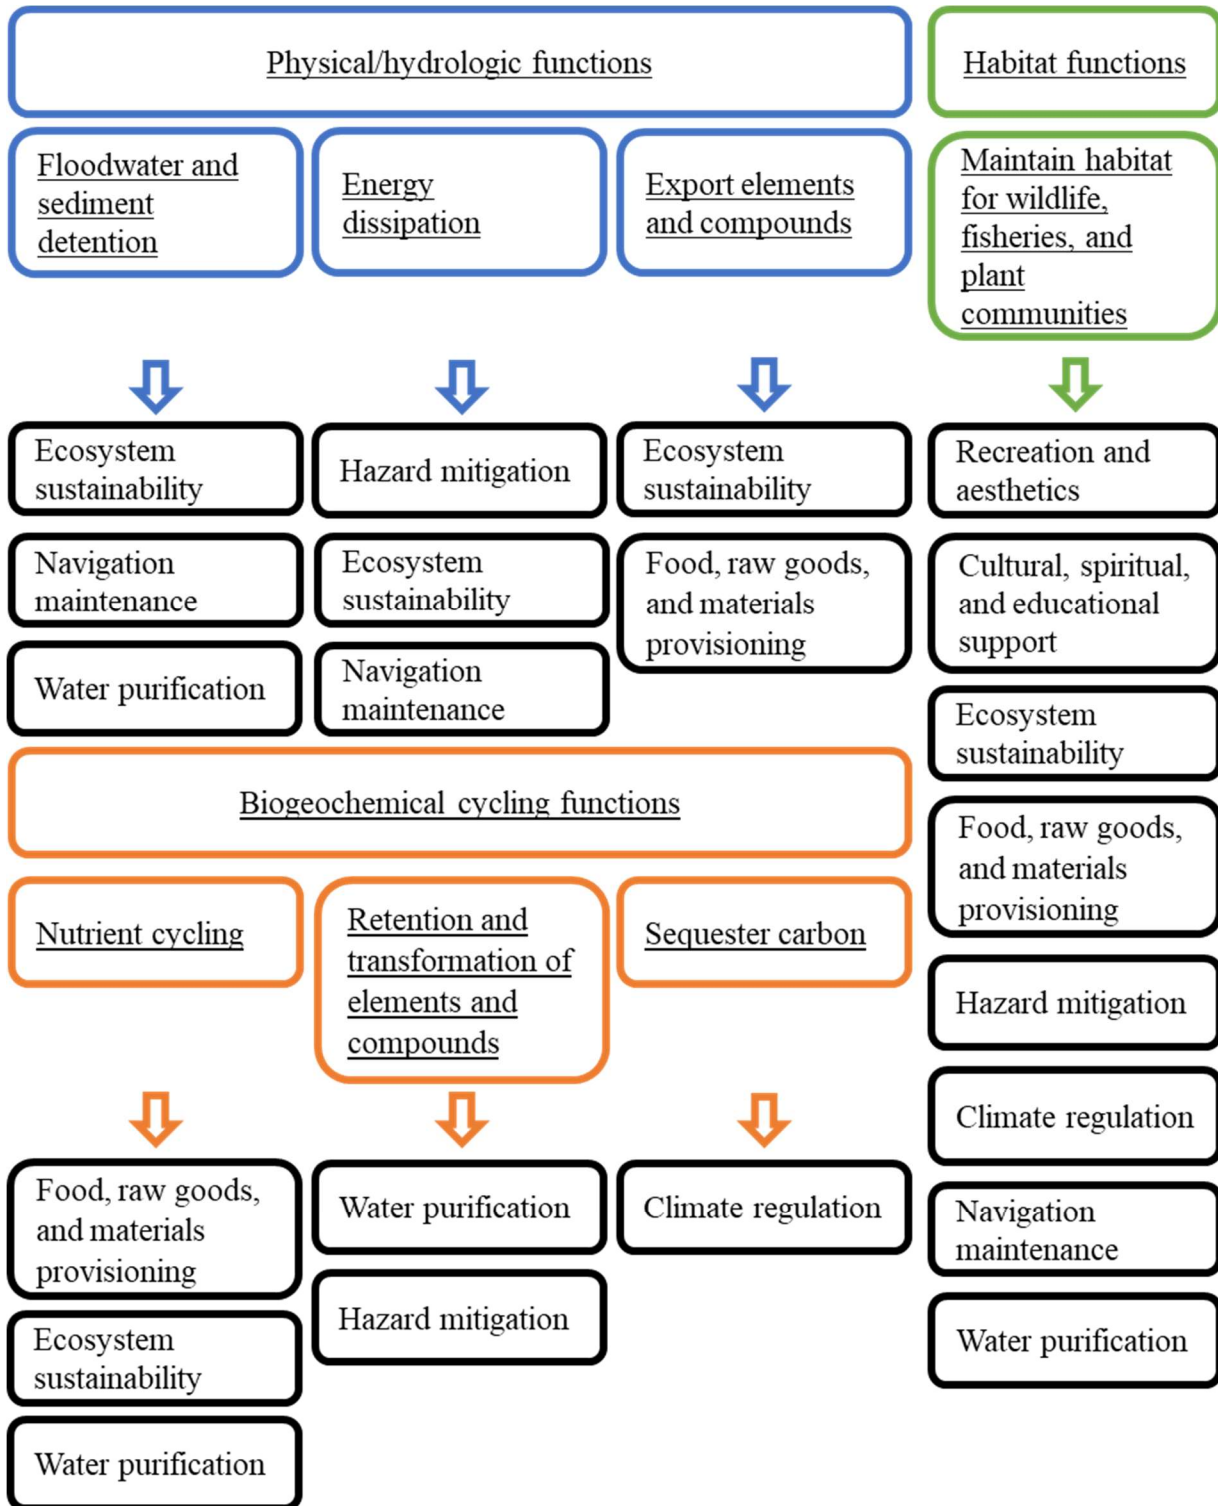 Physical/hydrologic functions
Habitat functions
Floodwater and
sediment
detention
Energy
dissipation
Export elements
and compounds
Maintain habitat
for wildlife,
fisheries, and
plant
communities
Ecosystem
sustainability
Navigation
maintenance
Water purification
Hazard mitigation
Ecosystem
sustainability
Navigation
maintenance
Ecosystem
sustainability
Food, raw goods,
and materials
provisioning
Recreation and
aesthetics
Cultural, spiritual,
and educational
support
Ecosystem
sustainability
Food, raw goods,
and materials
provisioning
Hazard mitigation
Climate regulation
Navigation
maintenance
Water purification
Biogeochemical cycling functions
Nutrient cycling
Retention and
transformation of
elements and
compounds
Sequester carbon
Food, raw goods,
and materials
provisioning
Ecosystem
sustainability
Water purification
Water purification
Hazard mitigation
Climate regulation